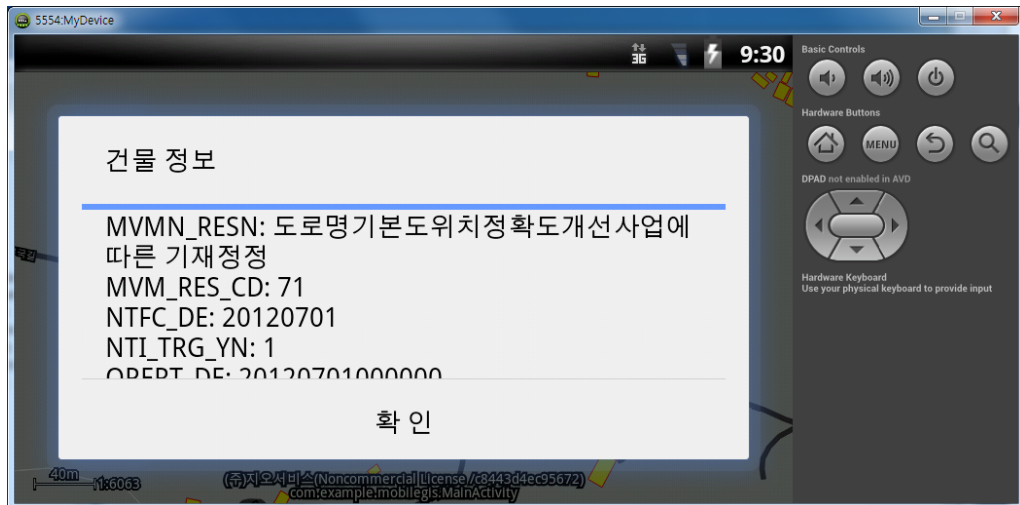 5554:MyDevice
3G 9:30
Basic Controls
Hardware Buttons
MENU
DPAD not enabled in AVD
Hardware Keyboard
Use your physical keyboard to provide input
건물 정보
MVMN_RESN: 도로명기본도위치정확도개선사업에
따른 기재정정
MVM_RES_CD: 71
NTFC_DE: 20120701
NTI_TRG_YN: 1
OPERT_DE: 20120701000000
확 인
40m
1:6063
(주)지오서비스(Noncommercial License /c8443d4ec95672)
com.example.mobilegis.MainActivity